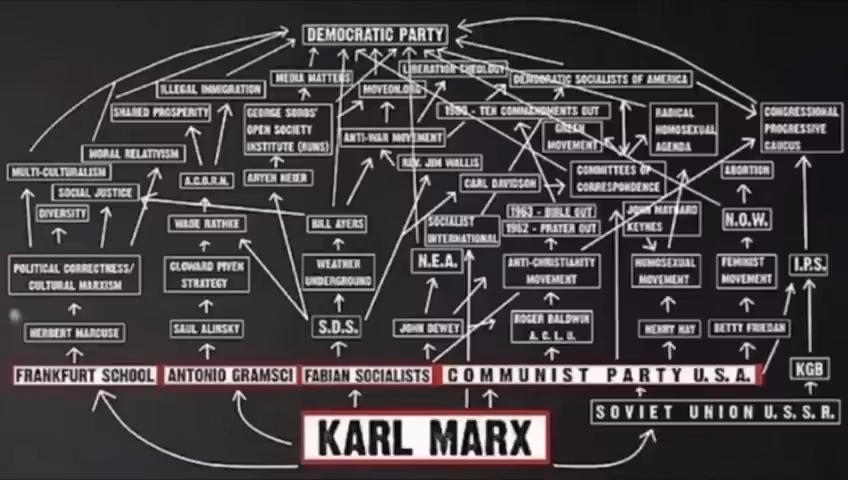 DEMOCRATIC PARTY
LIBERATION THEOLOGY
MEDIA MATTERS
DEMOCRATIC SOCIALISTS OF AMERICA
ILLEGAL IMMIGRATION
MOVEON.ORG
SHARED PROSPERITY
GEORGE SOROS'
OPEN SOCIETY
INSTITUTE (RUNS)
1980 - TEN COMMANDMENTS OUT
RADICAL
HOMOSEXUAL
AGENDA
CONGRESSIONAL
PROGRESSIVE
CAUCUS
GREEN
MOVEMENT
ANTI-WAR MOVEMENT
MORAL RELATIVISM
REV. JIM WALLIS
MULTI-CULTURALISM
A.C.O.R.N.
ARYEH NEIER
CARL DAVIDSON
COMMITTEES OF
CORRESPONDENCE
ABORTION
SOCIAL JUSTICE
DIVERSITY
WADE RATHKE
BILL AYERS
SOCIALIST
INTERNATIONAL
1963 - BIBLE OUT
1962 - PRAYER OUT
JOHN MAYNARD
KEYNES
N.O.W.
POLITICAL CORRECTNESS/
CULTURAL MARXISM
CLOWARD PIVEN
STRATEGY
WEATHER
UNDERGROUND
N.E.A.
ANTI-CHRISTIANITY
MOVEMENT
HOMOSEXUAL
MOVEMENT
FEMINIST
MOVEMENT
I.P.S.
HERBERT MARCUSE
SAUL ALINSKY
S.D.S.
JOHN DEWEY
ROGER BALDWIN
A.C.L.U.
HENRY HAY
BETTY FRIEDAN
FRANKFURT SCHOOL
ANTONIO GRAMSCI
FABIAN SOCIALISTS
COMMUNIST PARTY U.S.A.
KGB
SOVIET UNION U.S.S.R.
KARL MARX